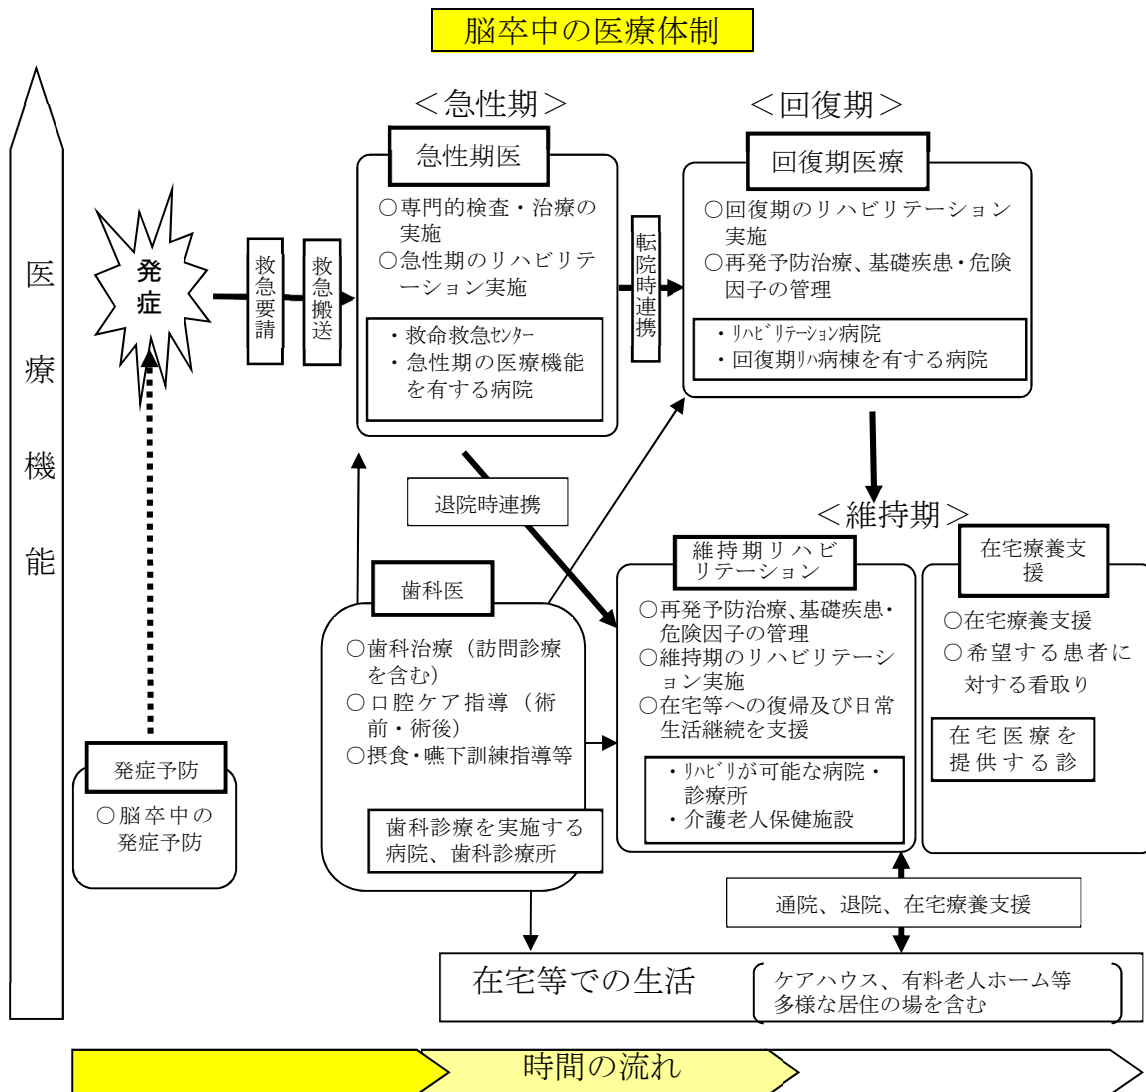 脳卒中の医療体制
医療機能
＜急性期＞
急性期医
○専門的検査・治療の
実施
○急性期のリハビリテ
ーション実施
・救命救急ｾﾝﾀｰ
・急性期の医療機能
を有する病院
＜回復期＞
回復期医療
○回復期のリハビリテーション
実施
○再発予防治療、基礎疾患・危険
因子の管理
・ﾘﾊﾋﾞﾘﾃｰｼｮﾝ病院
・回復期ﾘﾊ病棟を有する病院
発症
救急要請
救急搬送
転院時連携
退院時連携
＜維持期＞
維持期リハビ
リテーション
○再発予防治療、基礎疾患・
危険因子の管理
○維持期のリハビリテーシ
ョン実施
○在宅等への復帰及び日常
生活継続を支援
・ﾘﾊﾋﾞﾘが可能な病院・
診療所
・介護老人保健施設
在宅療養支
援
○在宅療養支援
○希望する患者に
対する看取り
在宅医療を
提供する診
歯科医
○歯科治療（訪問診療
を含む）
○口腔ケア指導（術
前・術後）
○摂食・嚥下訓練指導等
歯科診療を実施する
病院、歯科診療所
発症予防
○脳卒中の
発症予防
通院、退院、在宅療養支援
在宅等での生活
ケアハウス、有料老人ホーム等
多様な居住の場を含む
時間の流れ